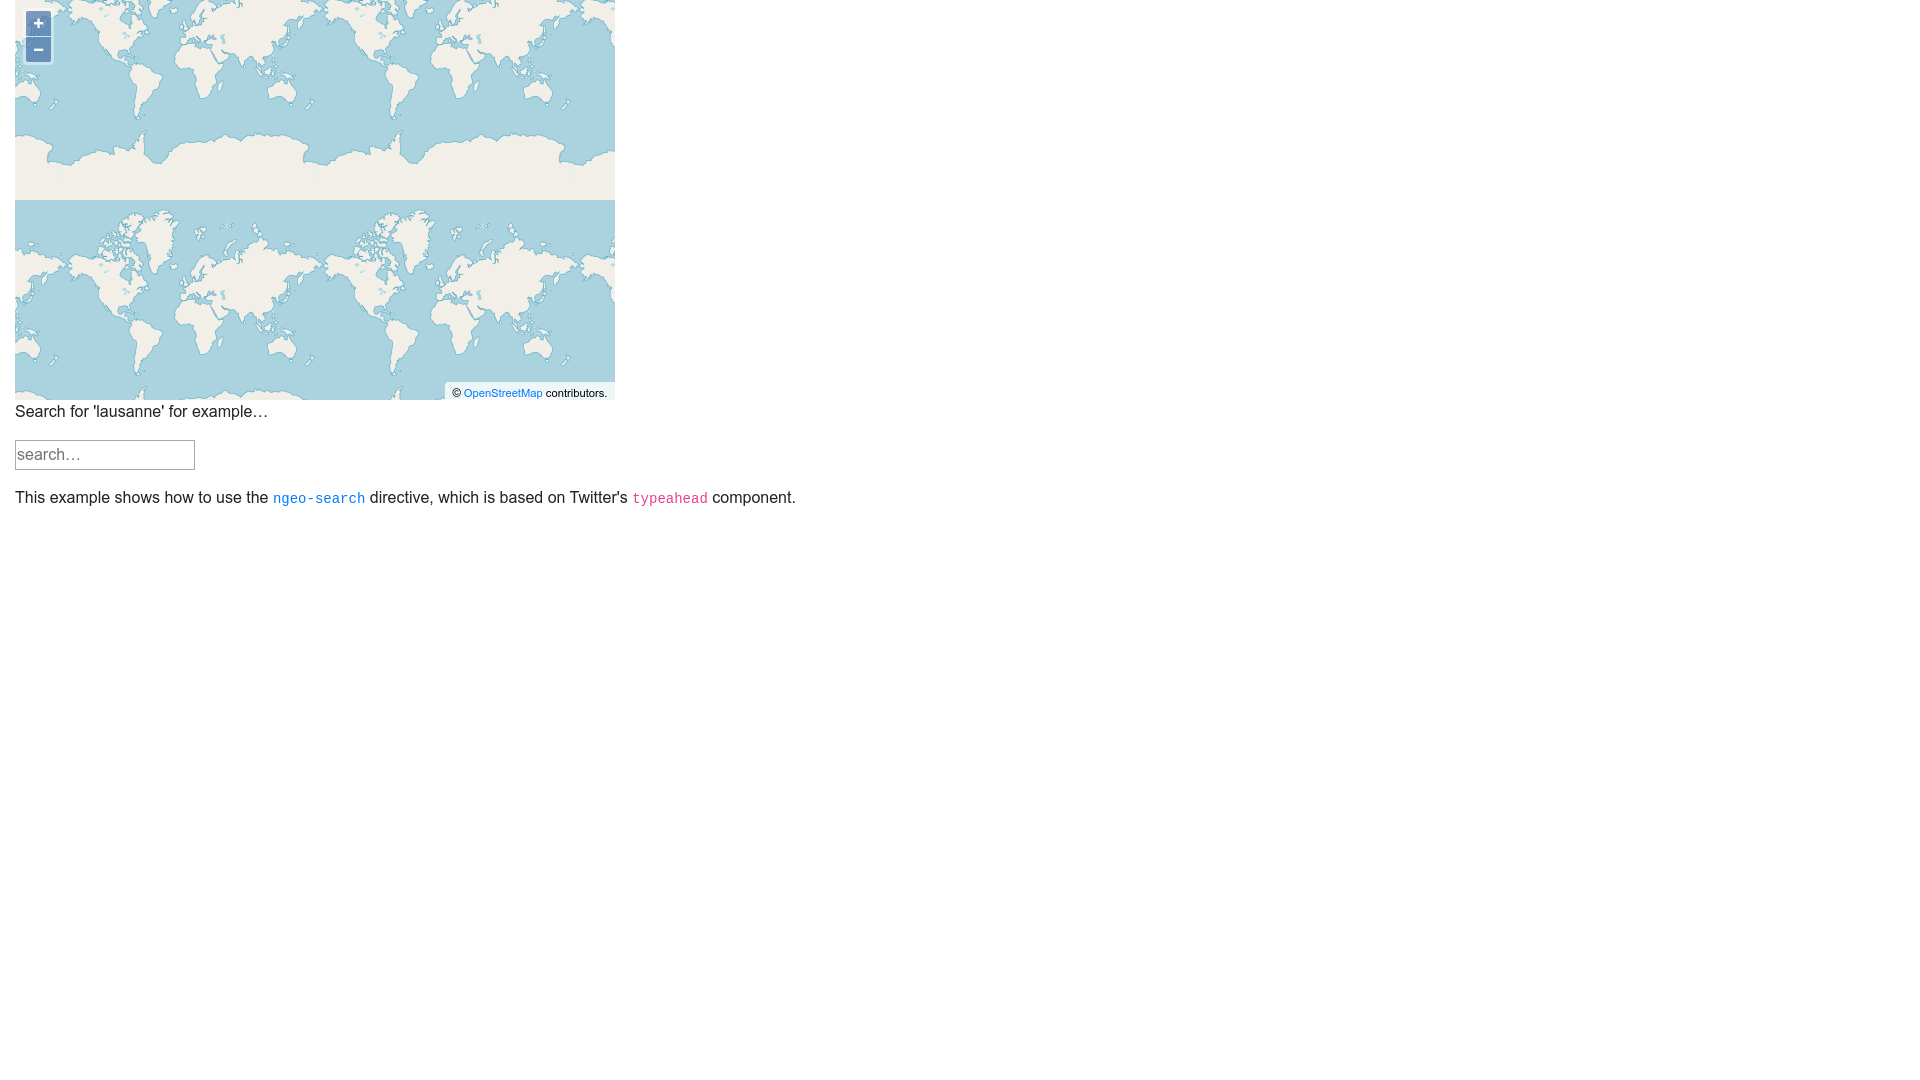 +
−
© OpenStreetMap contributors.
Search for 'lausanne' for example…
search…
This example shows how to use the ngeo-search directive, which is based on Twitter's typeahead component.